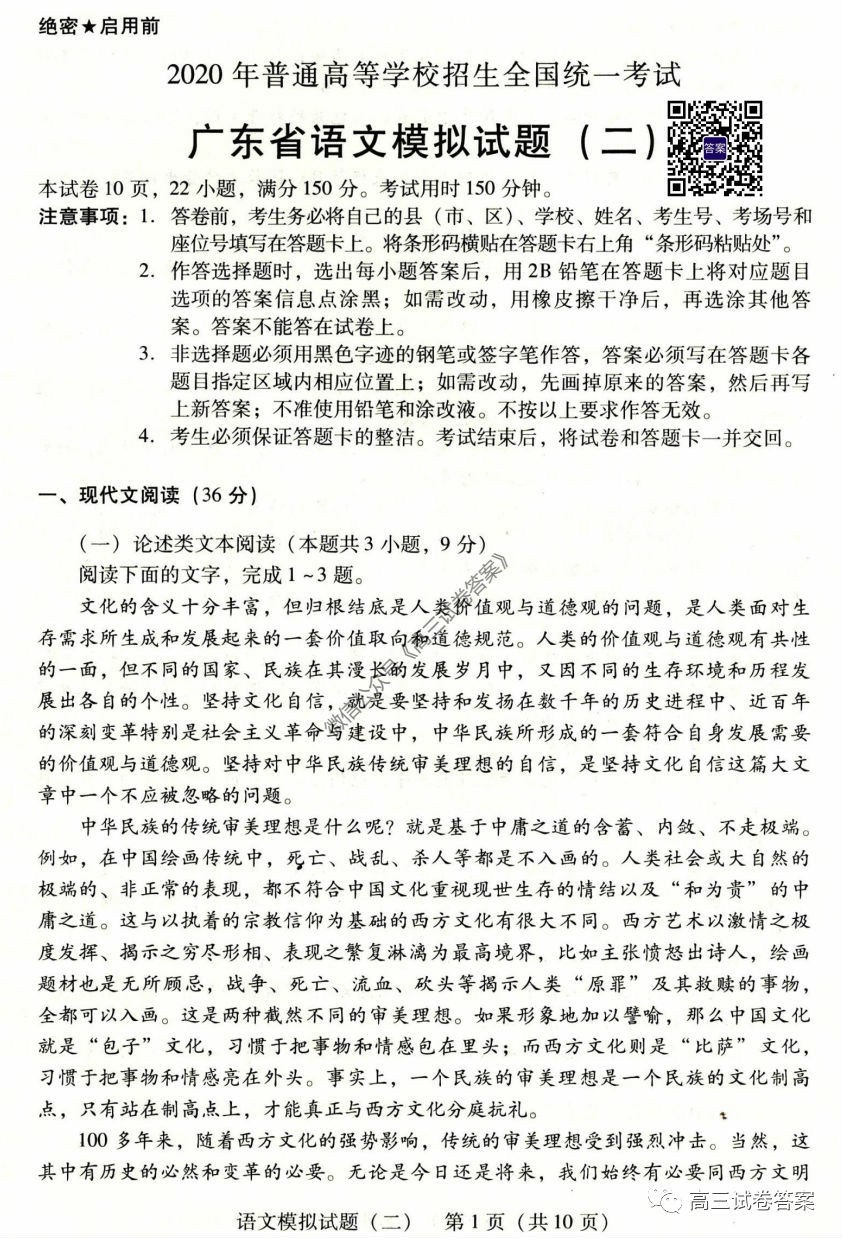 绝密★启用前
2020 年普通高等学校招生全国统一考试
广东省语文模拟试题（二）
答案
本试卷 10 页，22 小题，满分 150 分。考试用时 150 分钟。
注意事项：1. 答卷前，考生务必将自己的县（市、区）、学校、姓名、考生号、考场号和
座位号填写在答题卡上。将条形码横贴在答题卡右上角“条形码粘贴处”。
2. 作答选择题时，选出每小题答案后，用 2B 铅笔在答题卡上将对应题目
选项的答案信息点涂黑；如需改动，用橡皮擦干净后，再选涂其他答
案。答案不能答在试卷上。
3. 非选择题必须用黑色字迹的钢笔或签字笔作答，答案必须写在答题卡各
题目指定区域内相应位置上；如需改动，先画掉原来的答案，然后再写
上新答案；不准使用铅笔和涂改液。不按以上要求作答无效。
4. 考生必须保证答题卡的整洁。考试结束后，将试卷和答题卡一并交回。
一、现代文阅读（36 分）
（一）论述类文本阅读（本题共 3 小题，9 分）
阅读下面的文字，完成 1~3 题。
文化的含义十分丰富，但归根结底是人类价值观与道德观的问题，是人类面对生
存需求所生成和发展起来的一套价值取向和道德规范。人类的价值观与道德观有共性
的一面，但不同的国家、民族在其漫长的发展岁月中，又因不同的生存环境和历程发
展出各自的个性。坚持文化自信，就是要坚持和发扬在数千年的历史进程中、近百年
的深刻变革特别是社会主义革命与建设中，中华民族所形成的一套符合自身发展需要
的价值观与道德观。坚持对中华民族传统审美理想的自信，是坚持文化自信这篇大文
章中一个不应被忽略的问题。
中华民族的传统审美理想是什么呢？就是基于中庸之道的含蓄、内敛、不走极端。
例如，在中国绘画传统中，死亡、战乱、杀人等都是不入画的。人类社会或大自然的
极端的、非正常的表现，都不符合中国文化重视现世生存的情结以及“和为贵”的中
庸之道。这与以执着的宗教信仰为基础的西方文化有很大不同。西方艺术以激情之极
度发挥、揭示之穷尽形相、表现之繁复淋漓为最高境界，比如主张愤怒出诗人，绘画
题材也是无所顾忌，战争、死亡、流血、砍头等揭示人类“原罪”及其救赎的事物，
全都可以入画。这是两种截然不同的审美理想。如果形象地加以譬喻，那么中国文化
就是“包子”文化，习惯于把事物和情感包在里头；而西方文化则是“比萨”文化，
习惯于把事物和情感亮在外头。事实上，一个民族的审美理想是一个民族的文化制高
点，只有站在制高点上，才能真正与西方文化分庭抗礼。
100 多年来，随着西方文化的强势影响，传统的审美理想受到强烈冲击。当然，这
其中有历史的必然和变革的必要。无论是今日还是将来，我们始终有必要同西方文明
微信公众号《高三试卷答案》
高三试卷答案
语文模拟试题（二） 第 1 页（共 10 页）